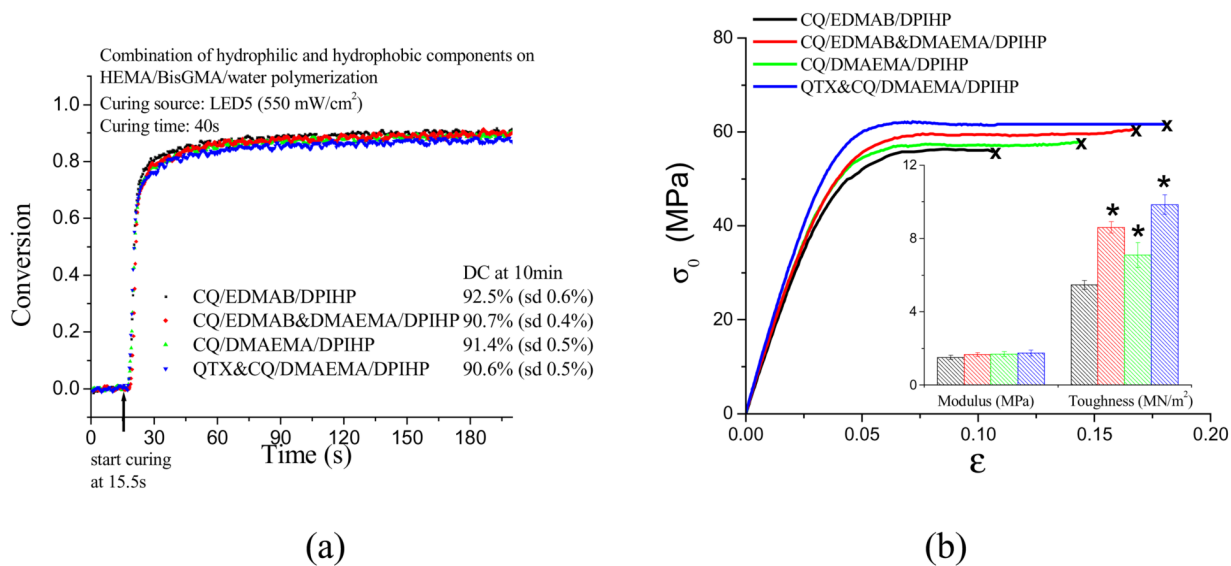 Combination of hydrophilic and hydrophobic components on
HEMA/BisGMA/water polymerization
Curing source: LED5 (550 mW/cm²)
Curing time: 40s
1.0
0.8
0.6
0.4
0.2
0.0
Conversion
DC at 10min
CQ/EDMAB/DPIHP 92.5% (sd 0.6%)
CQ/EDMAB&DMAEMA/DPIHP 90.7% (sd 0.4%)
CQ/DMAEMA/DPIHP 91.4% (sd 0.5%)
QTX&CQ/DMAEMA/DPIHP 90.6% (sd 0.5%)
0 30 60 90 120 150 180
Time (s)
start curing
at 15.5s
(a)
CQ/EDMAB/DPIHP
CQ/EDMAB&DMAEMA/DPIHP
CQ/DMAEMA/DPIHP
QTX&CQ/DMAEMA/DPIHP
80
60
40
20
0
σ₀ (MPa)
x x x x
12
8
4
0
* * *
Modulus (MPa) Toughness (MN/m²)
0.00 0.05 0.10 0.15 0.20
ε
(b)